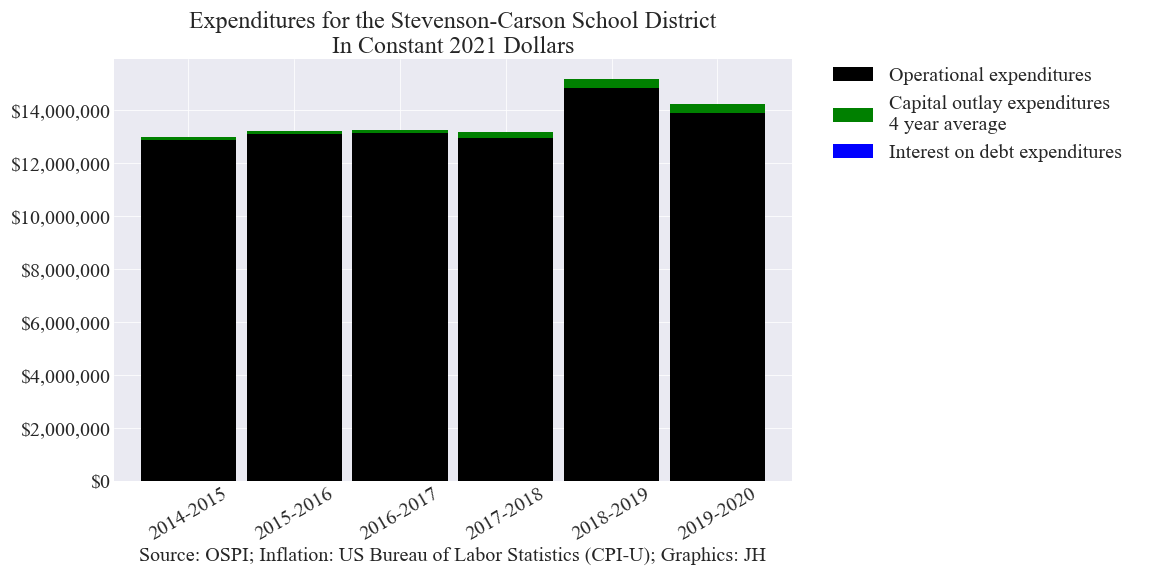 Expenditures for the Stevenson-Carson School District
In Constant 2021 Dollars
Operational expenditures
Capital outlay expenditures
4 year average
Interest on debt expenditures
$14,000,000
$12,000,000
$10,000,000
$8,000,000
$6,000,000
$4,000,000
$2,000,000
$0
2014-2015
2015-2016
2016-2017
2017-2018
2018-2019
2019-2020
Source: OSPI; Inflation: US Bureau of Labor Statistics (CPI-U); Graphics: JH